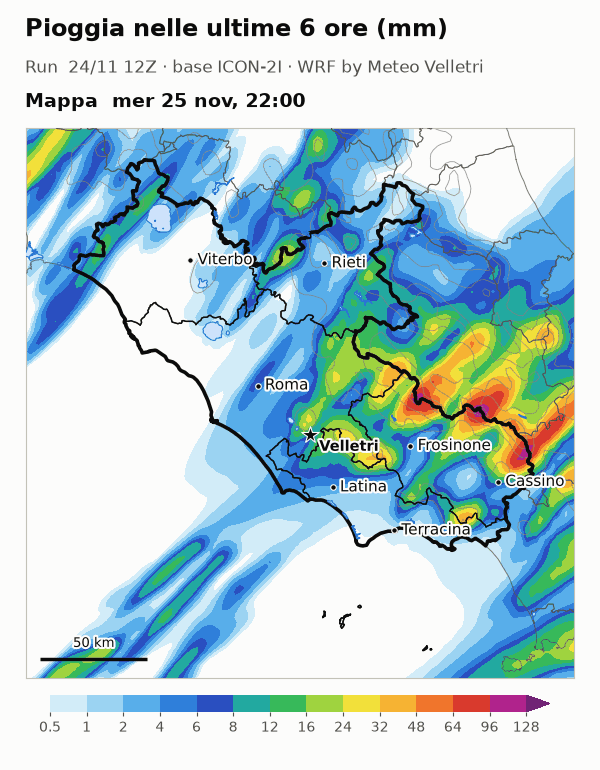 Pioggia nelle ultime 6 ore (mm)
Run  24/11 12Z · base ICON-2I · WRF by Meteo Velletri
Mappa  mer 25 nov, 22:00
Viterbo
Rieti
Roma
Velletri
Frosinone
Latina
Cassino
Terracina
50 km
0.5 1 2 4 6 8 12 16 24 32 48 64 96 128